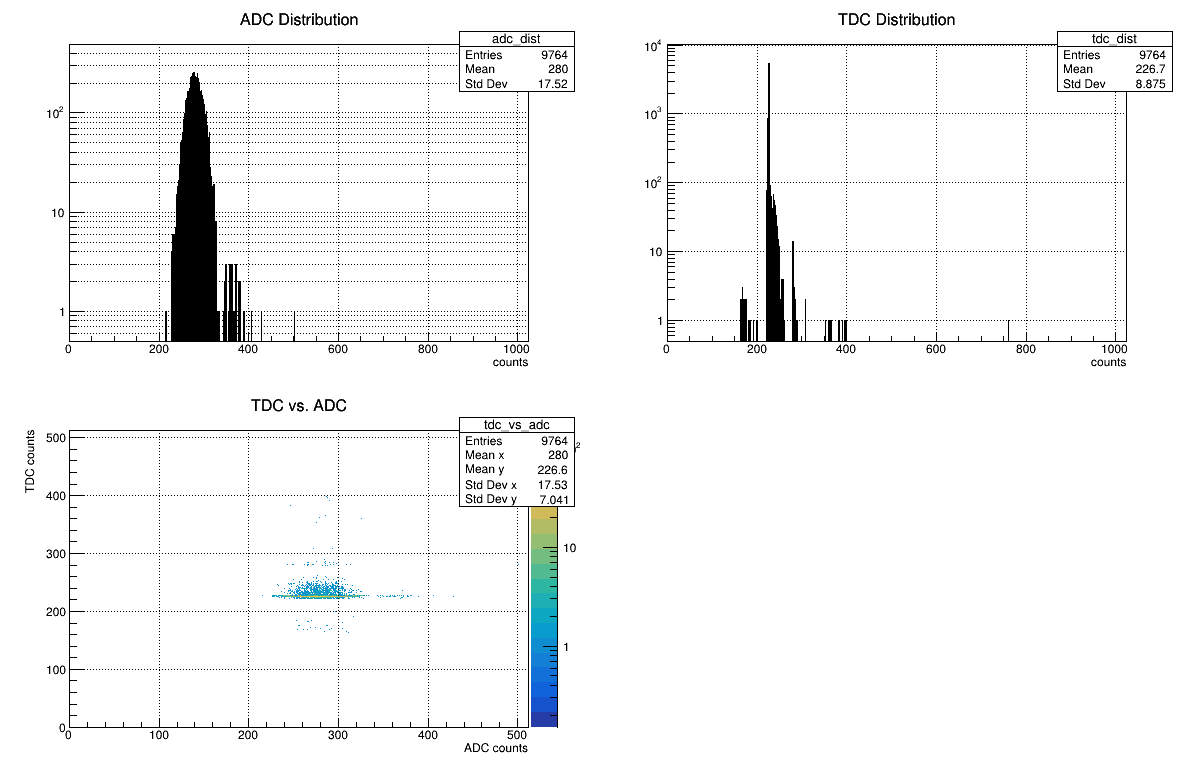 ADC Distribution
adc_dist
Entries 9764
Mean 280
Std Dev 17.52
10²
10
1
0 200 400 600 800 1000
counts
TDC Distribution
tdc_dist
Entries 9764
Mean 226.7
Std Dev 8.875
10⁴
10³
10²
10
1
0 200 400 600 800 1000
counts
TDC vs. ADC
tdc_vs_adc
Entries 9764
Mean x 280
Mean y 226.6
Std Dev x 17.53
Std Dev y 7.041
TDC counts
500
400
300
200
100
0
0 100 200 300 400 500
ADC counts
2
10
1